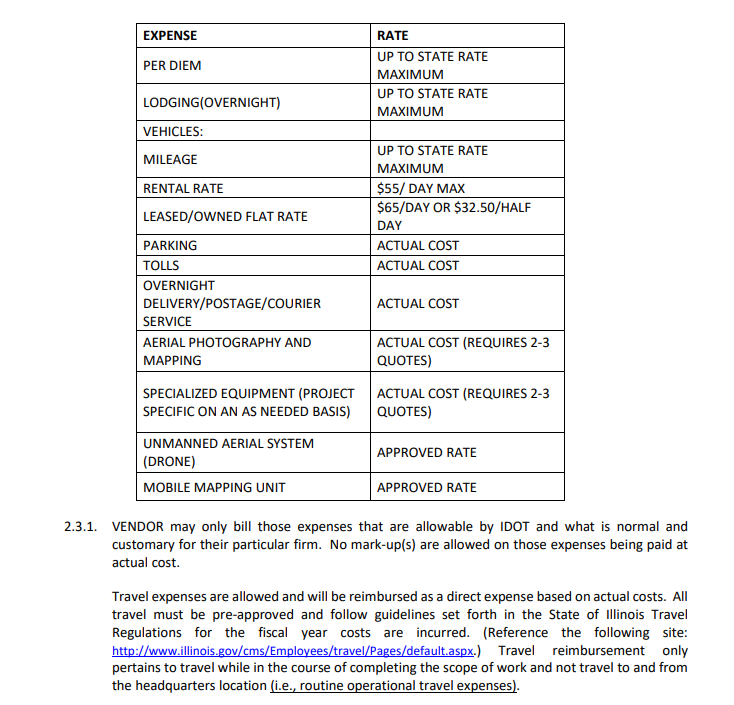 EXPENSE RATE
PER DIEM UP TO STATE RATE
MAXIMUM
LODGING(OVERNIGHT) UP TO STATE RATE
MAXIMUM
VEHICLES:
MILEAGE UP TO STATE RATE
MAXIMUM
RENTAL RATE $55/ DAY MAX
LEASED/OWNED FLAT RATE $65/DAY OR $32.50/HALF
DAY
PARKING ACTUAL COST
TOLLS ACTUAL COST
OVERNIGHT
DELIVERY/POSTAGE/COURIER ACTUAL COST
SERVICE
AERIAL PHOTOGRAPHY AND ACTUAL COST (REQUIRES 2-3
MAPPING QUOTES)
SPECIALIZED EQUIPMENT (PROJECT ACTUAL COST (REQUIRES 2-3
SPECIFIC ON AN AS NEEDED BASIS) QUOTES)
UNMANNED AERIAL SYSTEM
(DRONE) APPROVED RATE
MOBILE MAPPING UNIT APPROVED RATE
2.3.1. VENDOR may only bill those expenses that are allowable by IDOT and what is normal and
customary for their particular firm. No mark-up(s) are allowed on those expenses being paid at
actual cost.
Travel expenses are allowed and will be reimbursed as a direct expense based on actual costs. All
travel must be pre-approved and follow guidelines set forth in the State of Illinois Travel
Regulations for the fiscal year costs are incurred. (Reference the following site:
http://www.illinois.gov/cms/Employees/travel/Pages/default.aspx.) Travel reimbursement only
pertains to travel while in the course of completing the scope of work and not travel to and from
the headquarters location (i.e., routine operational travel expenses).